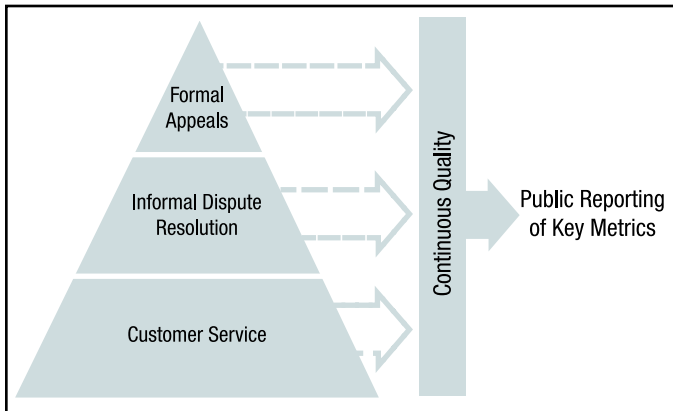 Formal
Appeals
Informal Dispute
Resolution
Customer Service
Continuous Quality
Public Reporting
of Key Metrics